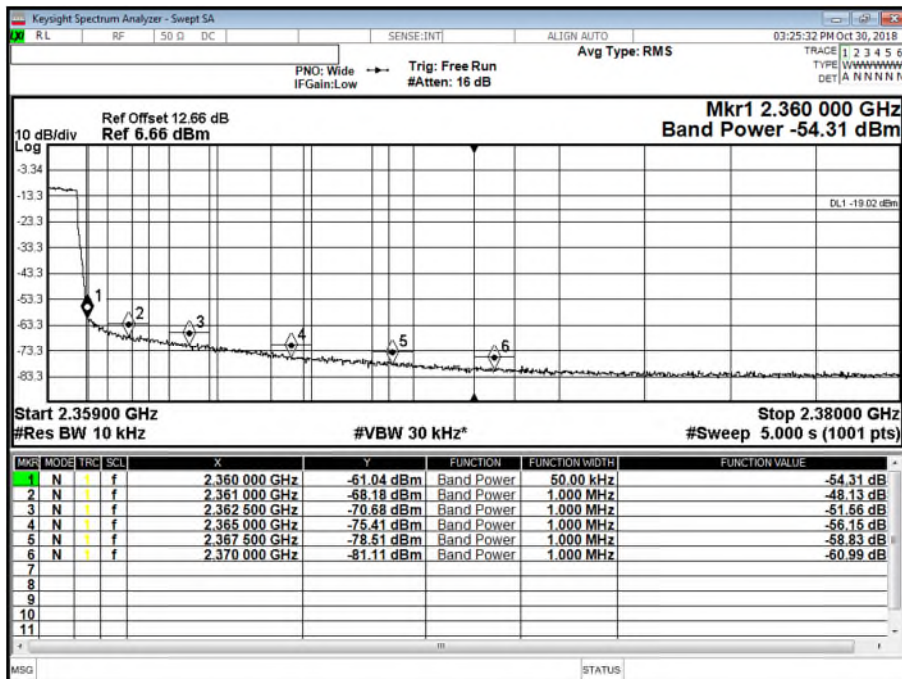 Keysight Spectrum Analyzer - Swept SA
RL RF 50 Ω DC SENSE:INT ALIGN AUTO 03:25:32 PM Oct 30, 2018
Avg Type: RMS
TRACE 1 2 3 4 5 6
PNO: Wide Trig: Free Run
TYPE WWWWWW
IFGain:Low #Atten: 16 dB
DET A N N N N N
Mkr1 2.360 000 GHz
Ref Offset 12.66 dB
10 dB/div Ref 6.66 dBm
Band Power -54.31 dBm
Log
-3.34
-13.3
DL1 -19.02 dBm
-23.3
-33.3
-43.3
-53.3
1
2
3
-63.3
4
5
6
-73.3
-83.3
Start 2.35900 GHz Stop 2.38000 GHz
#Res BW 10 kHz #VBW 30 kHz* #Sweep 5.000 s (1001 pts)
MKR MODE TRC SCL X Y FUNCTION FUNCTION WIDTH FUNCTION VALUE
1 N 1 f 2.360 000 GHz -61.04 dBm Band Power 50.00 kHz -54.31 dB
2 N 1 f 2.361 000 GHz -68.18 dBm Band Power 1.000 MHz -48.13 dB
3 N 1 f 2.362 500 GHz -70.68 dBm Band Power 1.000 MHz -51.56 dB
4 N 1 f 2.365 000 GHz -75.41 dBm Band Power 1.000 MHz -56.15 dB
5 N 1 f 2.367 500 GHz -78.51 dBm Band Power 1.000 MHz -58.83 dB
6 N 1 f 2.370 000 GHz -81.11 dBm Band Power 1.000 MHz -60.99 dB
7
8
9
10
11
MSG STATUS